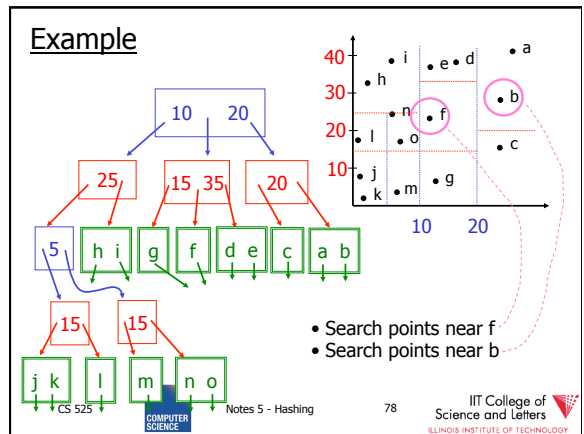 Example
10 20
25
15 35
20
5
h i
g
f
d e
c
a b
15
15
j k
l
m
n o
40
30
20
10
10 20
i
a
h
e
d
b
n
f
l
o
c
j
k
m
g
• Search points near f
• Search points near b
CS 525
COMPUTER
SCIENCE
Notes 5 - Hashing
78
IIT College of
Science and Letters
ILLINOIS INSTITUTE OF TECHNOLOGY